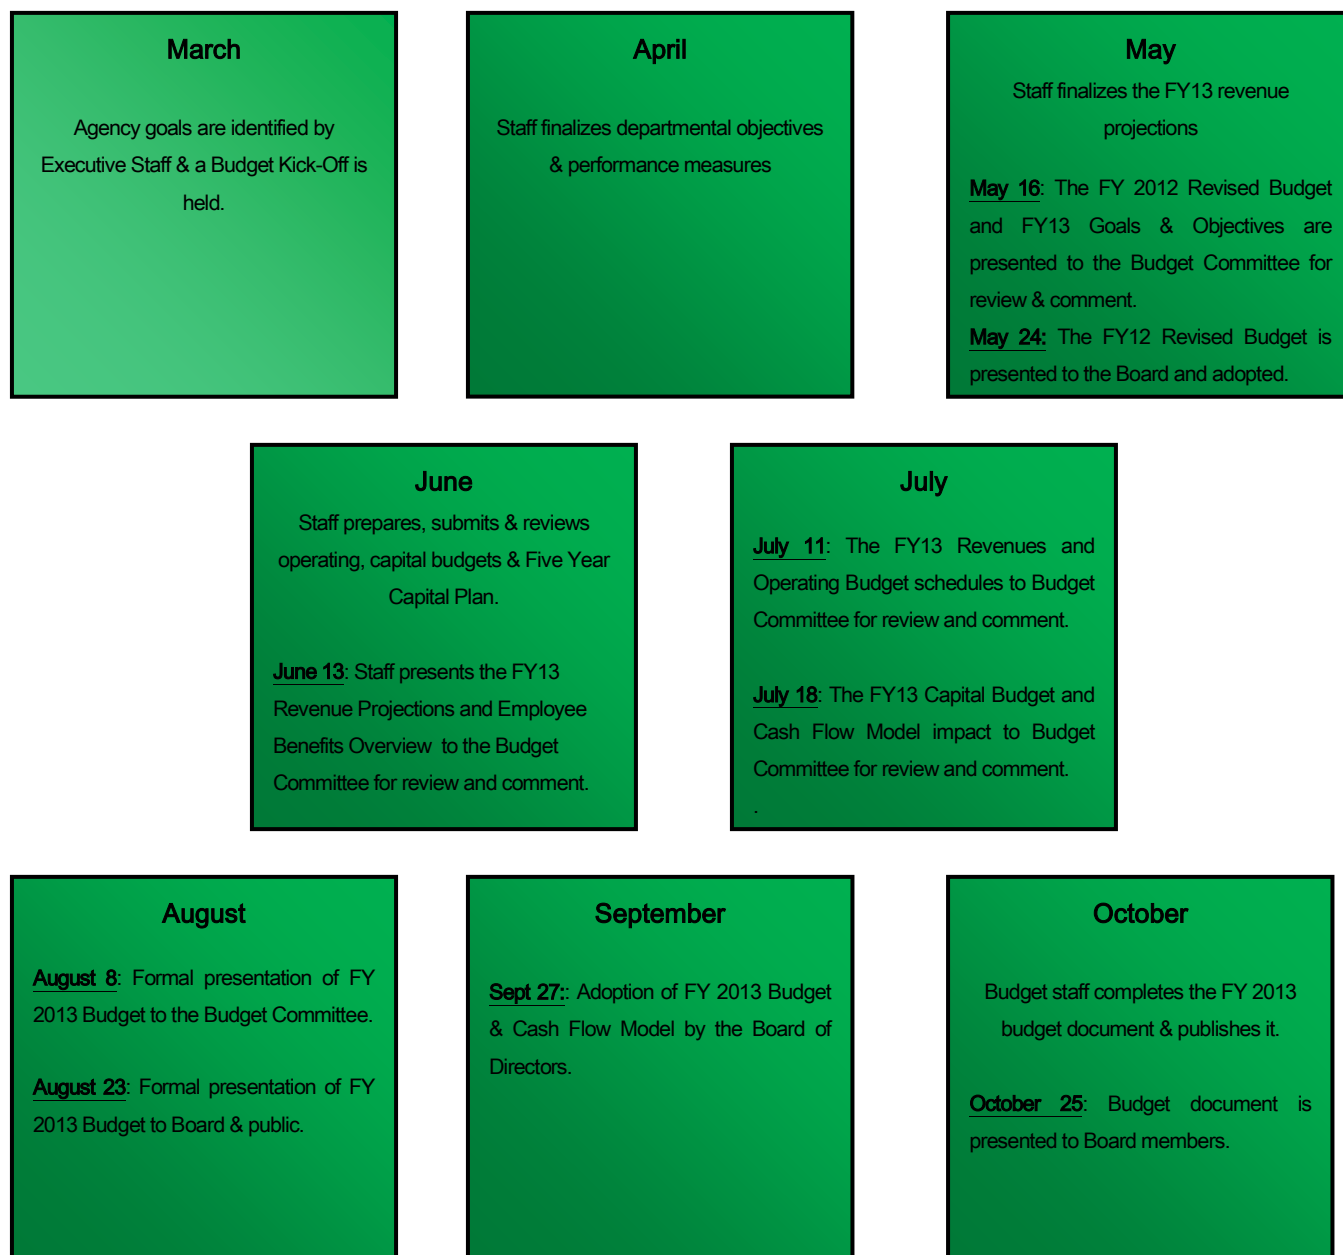 March
Agency goals are identified by
Executive Staff & a Budget Kick-Off is
held.
April
Staff finalizes departmental objectives
& performance measures
May
Staff finalizes the FY13 revenue
projections
May 16: The FY 2012 Revised Budget
and FY13 Goals & Objectives are
presented to the Budget Committee for
review & comment.
May 24: The FY12 Revised Budget is
presented to the Board and adopted.
June
Staff prepares, submits & reviews
operating, capital budgets & Five Year
Capital Plan.
June 13: Staff presents the FY13
Revenue Projections and Employee
Benefits Overview to the Budget
Committee for review and comment.
July
July 11: The FY13 Revenues and
Operating Budget schedules to Budget
Committee for review and comment.
July 18: The FY13 Capital Budget and
Cash Flow Model impact to Budget
Committee for review and comment.
.
August
August 8: Formal presentation of FY
2013 Budget to the Budget Committee.
August 23: Formal presentation of FY
2013 Budget to Board & public.
September
Sept 27:: Adoption of FY 2013 Budget
& Cash Flow Model by the Board of
Directors.
October
Budget staff completes the FY 2013
budget document & publishes it.
October 25: Budget document is
presented to Board members.